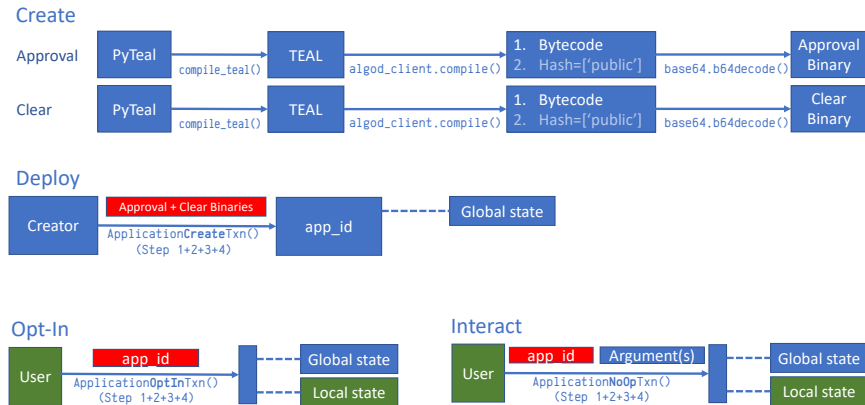 Create
Approval
PyTeal
compile_teal()
TEAL
algod_client.compile()
1. Bytecode
2. Hash=['public']
base64.b64decode()
Approval
Binary
Clear
PyTeal
compile_teal()
TEAL
algod_client.compile()
1. Bytecode
2. Hash=['public']
base64.b64decode()
Clear
Binary
Deploy
Creator
Approval + Clear Binaries
ApplicationCreateTxn()
(Step 1+2+3+4)
app_id
Global state
Opt-In
User
app_id
ApplicationOptInTxn()
(Step 1+2+3+4)
Global state
Local state
Interact
User
app_id
Argument(s)
ApplicationNoOpTxn()
(Step 1+2+3+4)
Global state
Local state